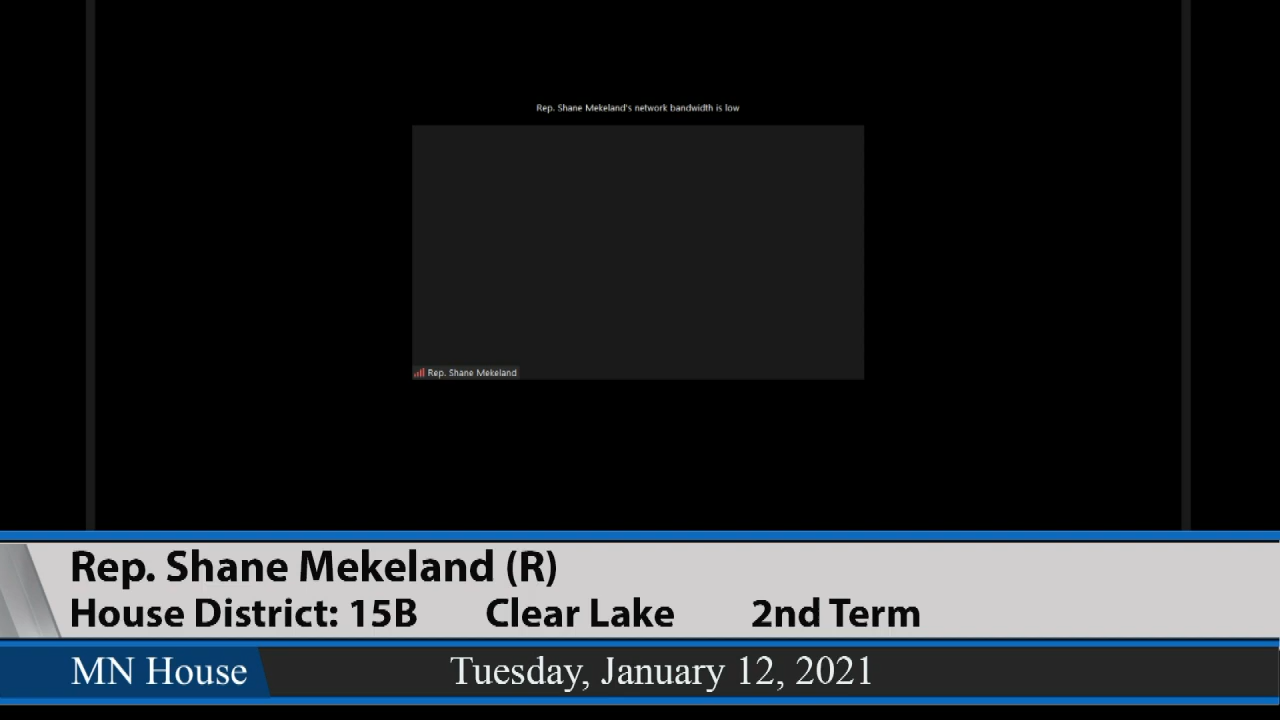 Rep. Shane Mekeland's network bandwidth is low
Rep. Shane Mekeland
Rep. Shane Mekeland (R)
House District: 15B Clear Lake 2nd Term
MN House Tuesday, January 12, 2021